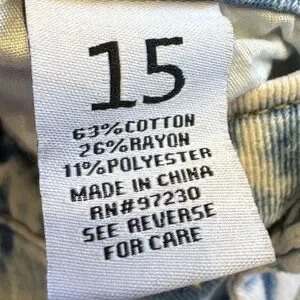 15
63%COTTON
26%RAYON
11%POLYESTER
MADE IN CHINA
RN#97230
SEE REVERSE
FOR CARE